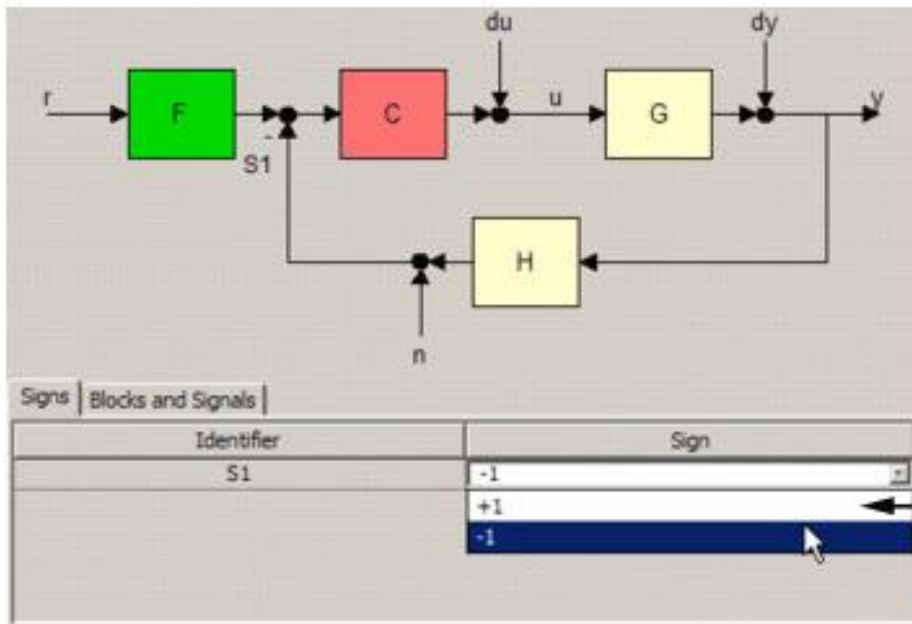 du
dy
r
F
C
u
G
y
-
S1
H
n
Signs
Blocks and Signals
Identifier
Sign
S1
-1
+1
-1